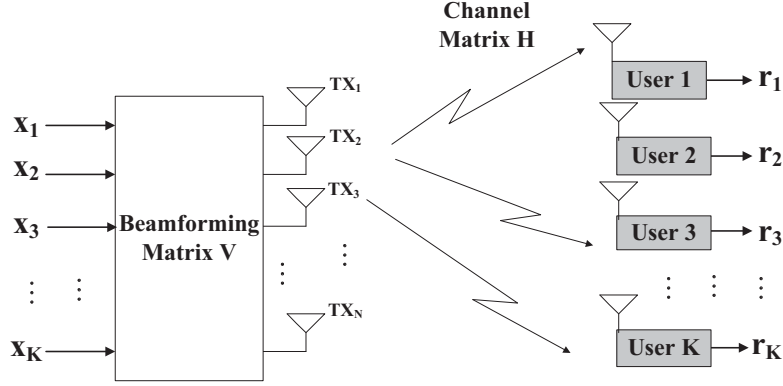 Channel
Matrix H
x1
x2
x3
xK
Beamforming
Matrix V
TX1
TX2
TX3
TXN
User 1
User 2
User 3
User K
r1
r2
r3
rK